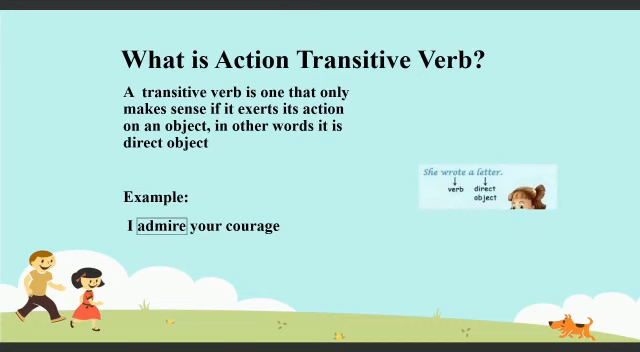 What is Action Transitive Verb?
A transitive verb is one that only
makes sense if it exerts its action
on an object, in other words it is
direct object
She wrote a letter.
verb direct
object
Example:
I admire your courage